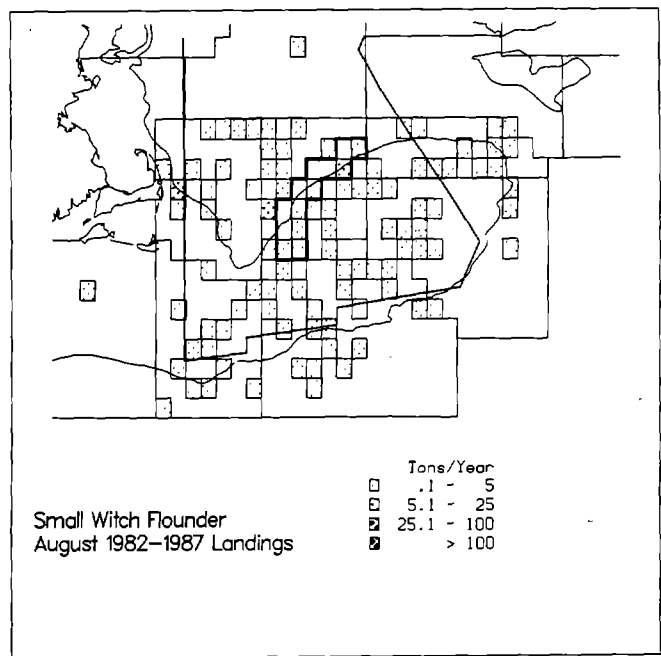 Tons/Year
.1 - 5
5.1 - 25
25.1 - 100
> 100
Small Witch Flounder
August 1982–1987 Landings